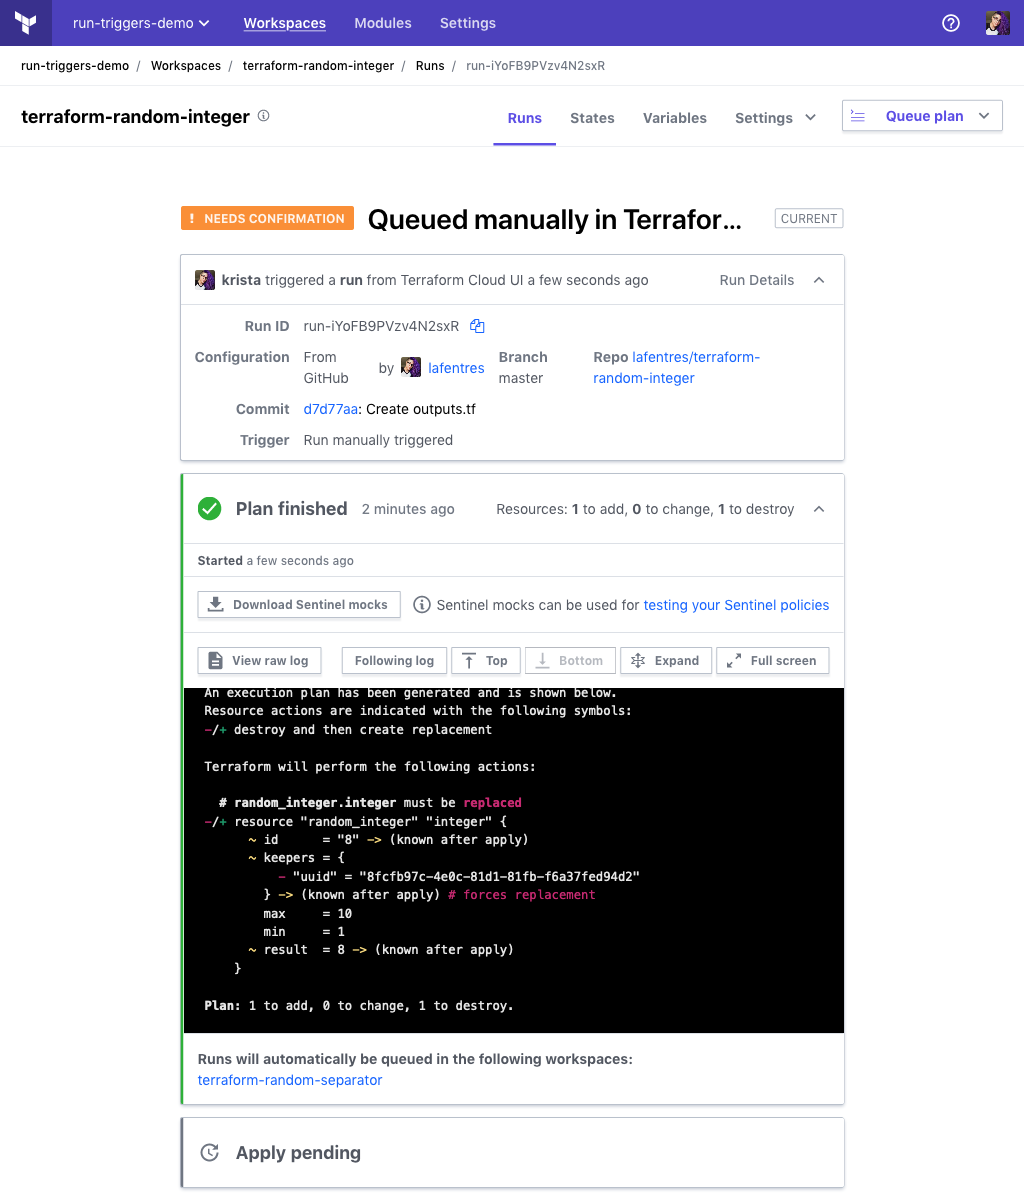 run-triggers-demo Workspaces Modules Settings
run-triggers-demo / Workspaces / terraform-random-integer / Runs / run-iYoFB9PVzv4N2sxR
terraform-random-integer Runs States Variables Settings Queue plan
! NEEDS CONFIRMATION Queued manually in Terrafor... CURRENT
krista triggered a run from Terraform Cloud UI a few seconds ago Run Details
Run ID run-iYoFB9PVzv4N2sxR
Configuration From GitHub by lafentres Branch master Repo lafentres/terraform-random-integer
Commit d7d77aa: Create outputs.tf
Trigger Run manually triggered
Plan finished 2 minutes ago Resources: 1 to add, 0 to change, 1 to destroy
Started a few seconds ago
Download Sentinel mocks Sentinel mocks can be used for testing your Sentinel policies
View raw log Following log Top Bottom Expand Full screen
An execution plan has been generated and is shown below.
Resource actions are indicated with the following symbols:
-/+ destroy and then create replacement
Terraform will perform the following actions:
# random_integer.integer must be replaced
-/+ resource "random_integer" "integer" {
~ id = "8" -> (known after apply)
~ keepers = {
- "uuid" = "8fcfb97c-4e0c-81d1-81fb-f6a37fed94d2"
} -> (known after apply) # forces replacement
max = 10
min = 1
~ result = 8 -> (known after apply)
}
Plan: 1 to add, 0 to change, 1 to destroy.
Runs will automatically be queued in the following workspaces:
terraform-random-separator
Apply pending